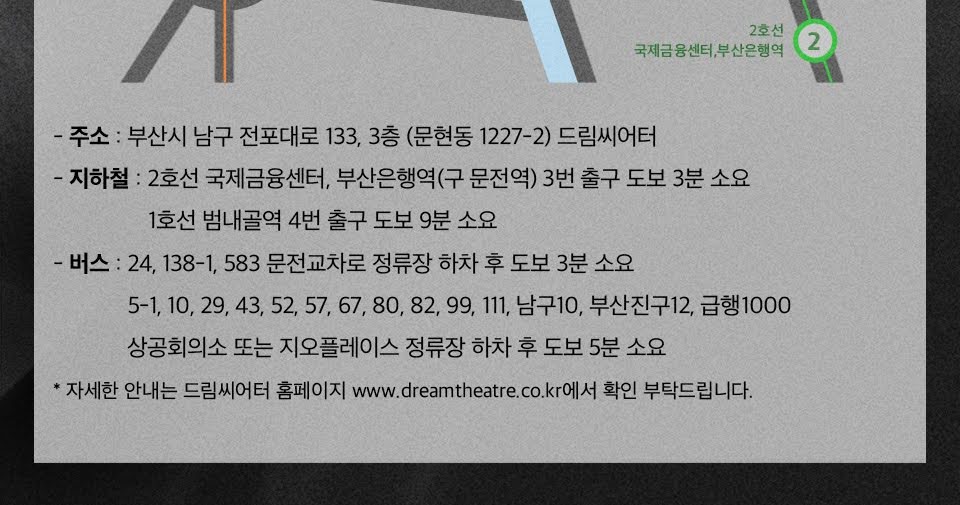 2호선
국제금융센터,부산은행역
2
- 주소 : 부산시 남구 전포대로 133, 3층 (문현동 1227-2) 드림씨어터
- 지하철 : 2호선 국제금융센터, 부산은행역(구 문전역) 3번 출구 도보 3분 소요
1호선 범내골역 4번 출구 도보 9분 소요
- 버스 : 24, 138-1, 583 문전교차로 정류장 하차 후 도보 3분 소요
5-1, 10, 29, 43, 52, 57, 67, 80, 82, 99, 111, 남구10, 부산진구12, 급행1000
상공회의소 또는 지오플레이스 정류장 하차 후 도보 5분 소요
* 자세한 안내는 드림씨어터 홈페이지 www.dreamtheatre.co.kr에서 확인 부탁드립니다.